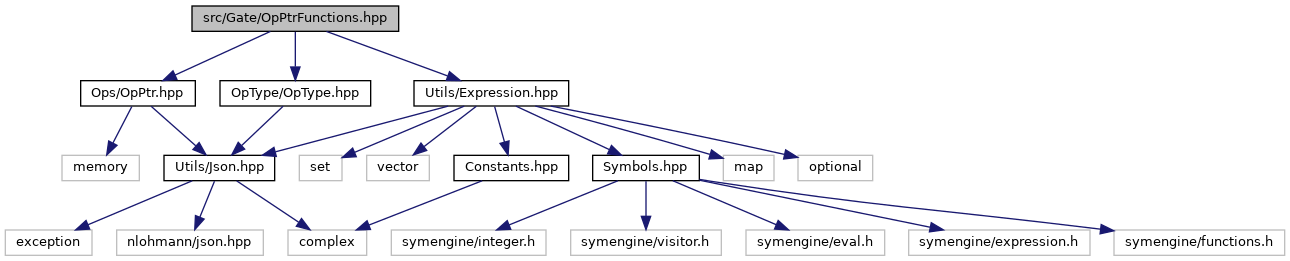 src/Gate/OpPtrFunctions.hpp
Ops/OpPtr.hpp
OpType/OpType.hpp
Utils/Expression.hpp
memory
Utils/Json.hpp
set
vector
Constants.hpp
Symbols.hpp
map
optional
exception
nlohmann/json.hpp
complex
symengine/integer.h
symengine/visitor.h
symengine/eval.h
symengine/expression.h
symengine/functions.h